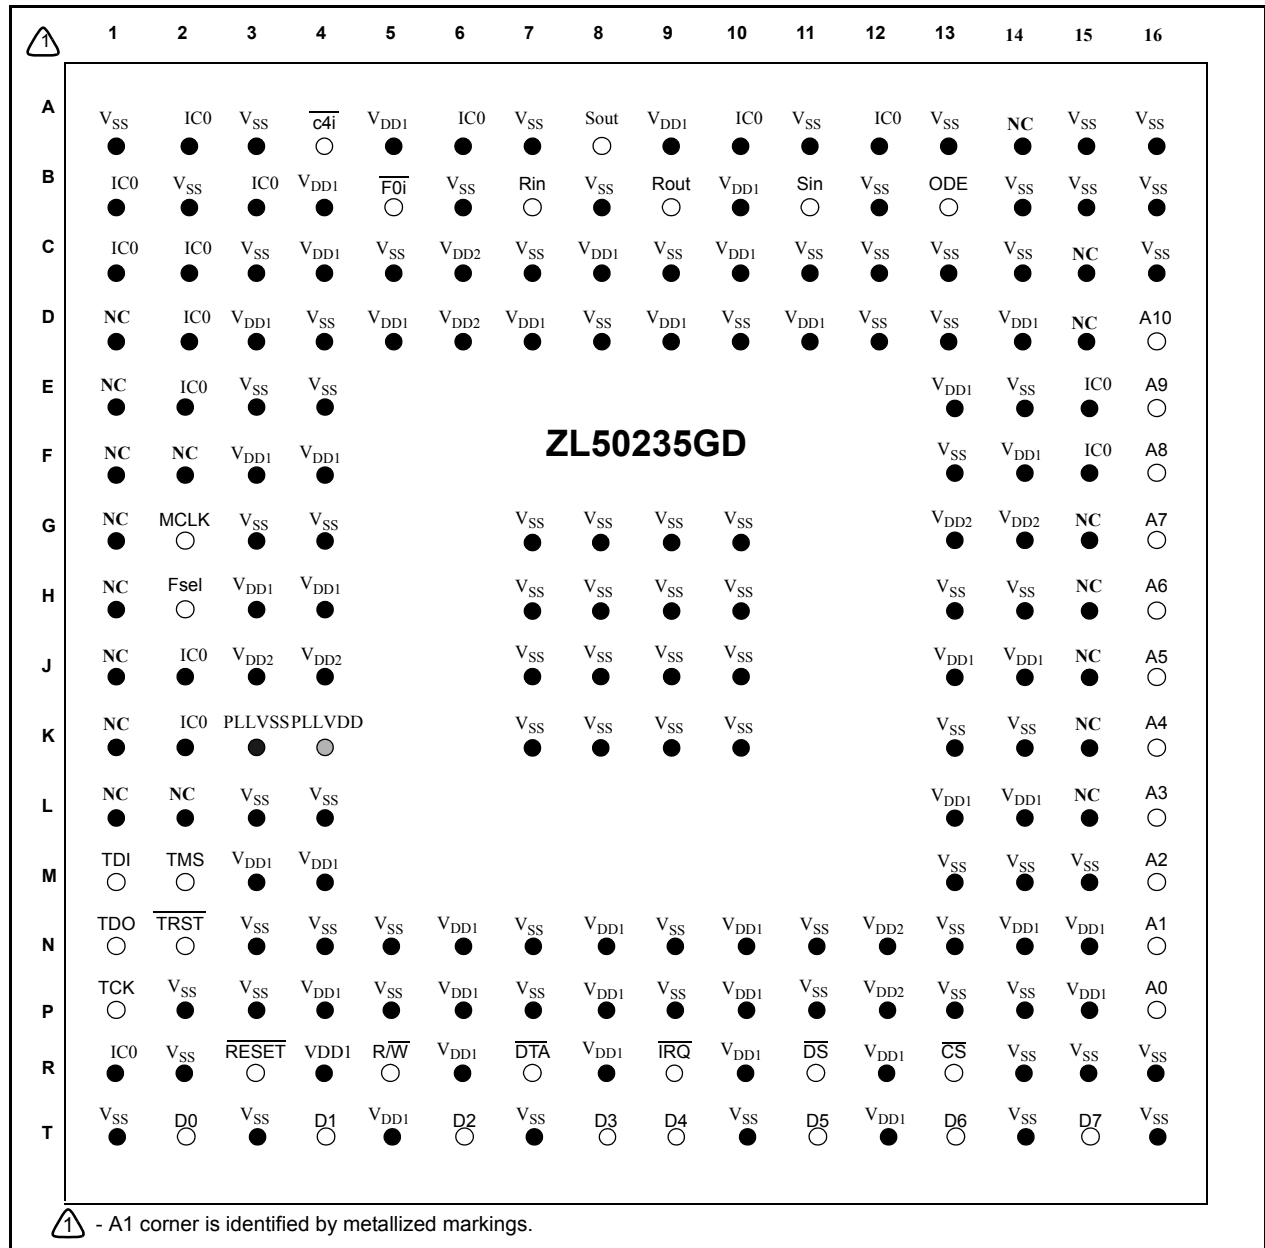 1 1 2 3 4 5 6 7 8 9 10 11 12 13 14 15 16
A VSS IC0 VSS c4i VDD1 IC0 VSS Sout VDD1 IC0 VSS IC0 VSS NC VSS VSS
B IC0 VSS IC0 VDD1 F0i VSS Rin VSS Rout VDD1 Sin VSS ODE VSS VSS VSS
C IC0 IC0 VSS VDD1 VSS VDD2 VSS VDD1 VSS VDD1 VSS VSS VSS VSS NC VSS
D NC IC0 VDD1 VSS VDD1 VDD2 VDD1 VSS VDD1 VSS VDD1 VSS VSS VDD1 NC A10
E NC IC0 VSS VSS VDD1 VSS IC0 A9
ZL50235GD
F NC NC VDD1 VDD1 VSS VDD1 IC0 A8
G NC MCLK VSS VSS VSS VSS VSS VSS VDD2 VDD2 NC A7
H NC Fsel VDD1 VDD1 VSS VSS VSS VSS VSS VSS NC A6
J NC IC0 VDD2 VDD2 VSS VSS VSS VSS VDD1 VDD1 NC A5
K NC IC0 PLLVSS PLLVDD VSS VSS VSS VSS VSS VSS NC A4
L NC NC VSS VSS VDD1 VDD1 NC A3
M TDI TMS VDD1 VDD1 VSS VSS VSS A2
N TDO TRST VSS VSS VSS VDD1 VSS VDD1 VSS VDD1 VSS VDD2 VSS VDD1 VDD1 A1
P TCK VSS VSS VDD1 VSS VDD1 VSS VDD1 VSS VDD1 VSS VDD2 VSS VSS VDD1 A0
R IC0 VSS RESET VDD1 R/W VDD1 DTA VDD1 IRQ VDD1 DS VDD1 CS VSS VSS VSS
T VSS D0 VSS D1 VDD1 D2 VSS D3 D4 VSS D5 VDD1 D6 VSS D7 VSS
1 - A1 corner is identified by metallized markings.